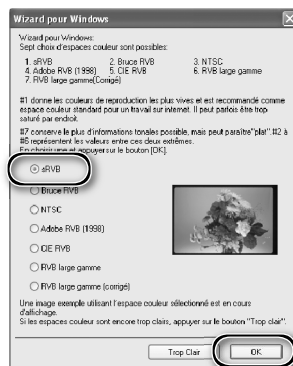 Wizard pour Windows
Wizard pour Windows:
Sept choix d'espaces couleur sont possibles:
1. sRVB 2. Bruce RVB 3. NTSC
4. Adobe RVB (1998) 5. CIE RVB 6. RVB large gamme
7. RVB large gamme(Corrigé)
#1 donne les couleurs de reproduction les plus vives et est recommandé comme
espace couleur standard pour un travail sur internet. Il peut parfois être trop
saturé par endroit.
#7 conserve le plus d'informations tonales possible, mais peut paraître"plat".#2 à
#6 représentent les valeurs entre ces deux extrêmes.
En choisir une et appuyer sur le bouton [OK].
sRVB
Bruce RVB
NTSC
Adobe RVB (1998)
CIE RVB
RVB large gamme
RVB large gamme (corrigé)
Une image exemple utilisant l'espace couleur sélectionné est en cours
d'affichage.
Si les espaces couleur sont encore trop clairs, appuyer sur le bouton "Trop clair".
Trop Clair OK